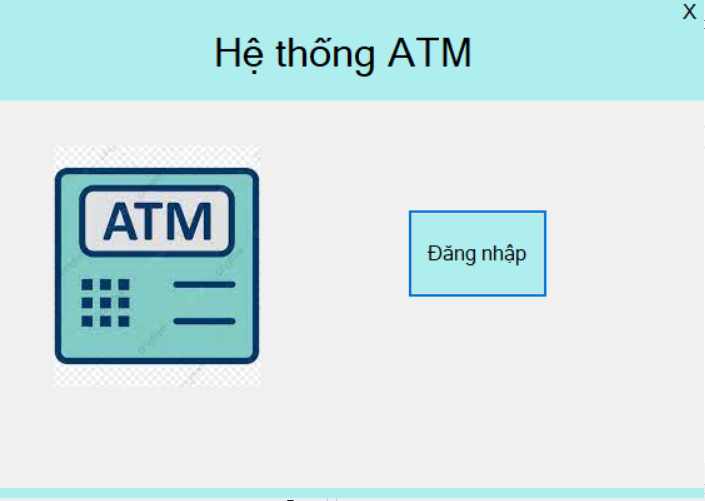 X
Hệ thống ATM
ATM
Đăng nhập